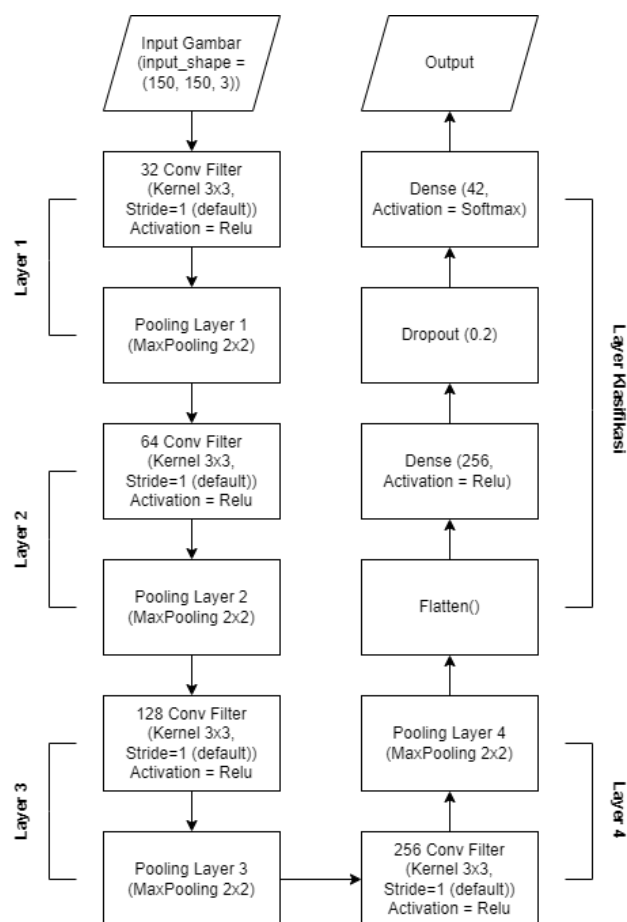 Input Gambar
(input_shape =
(150, 150, 3))
Layer 1
32 Conv Filter
(Kernel 3x3,
Stride=1 (default))
Activation = Relu
Pooling Layer 1
(MaxPooling 2x2)
Layer 2
64 Conv Filter
(Kernel 3x3,
Stride=1 (default))
Activation = Relu
Pooling Layer 2
(MaxPooling 2x2)
Layer 3
128 Conv Filter
(Kernel 3x3,
Stride=1 (default))
Activation = Relu
Pooling Layer 3
(MaxPooling 2x2)
256 Conv Filter
(Kernel 3x3,
Stride=1 (default))
Activation = Relu
Pooling Layer 4
(MaxPooling 2x2)
Layer 4
Flatten()
Dense (256,
Activation = Relu)
Dropout (0.2)
Dense (42,
Activation = Softmax)
Layer Klasifikasi
Output